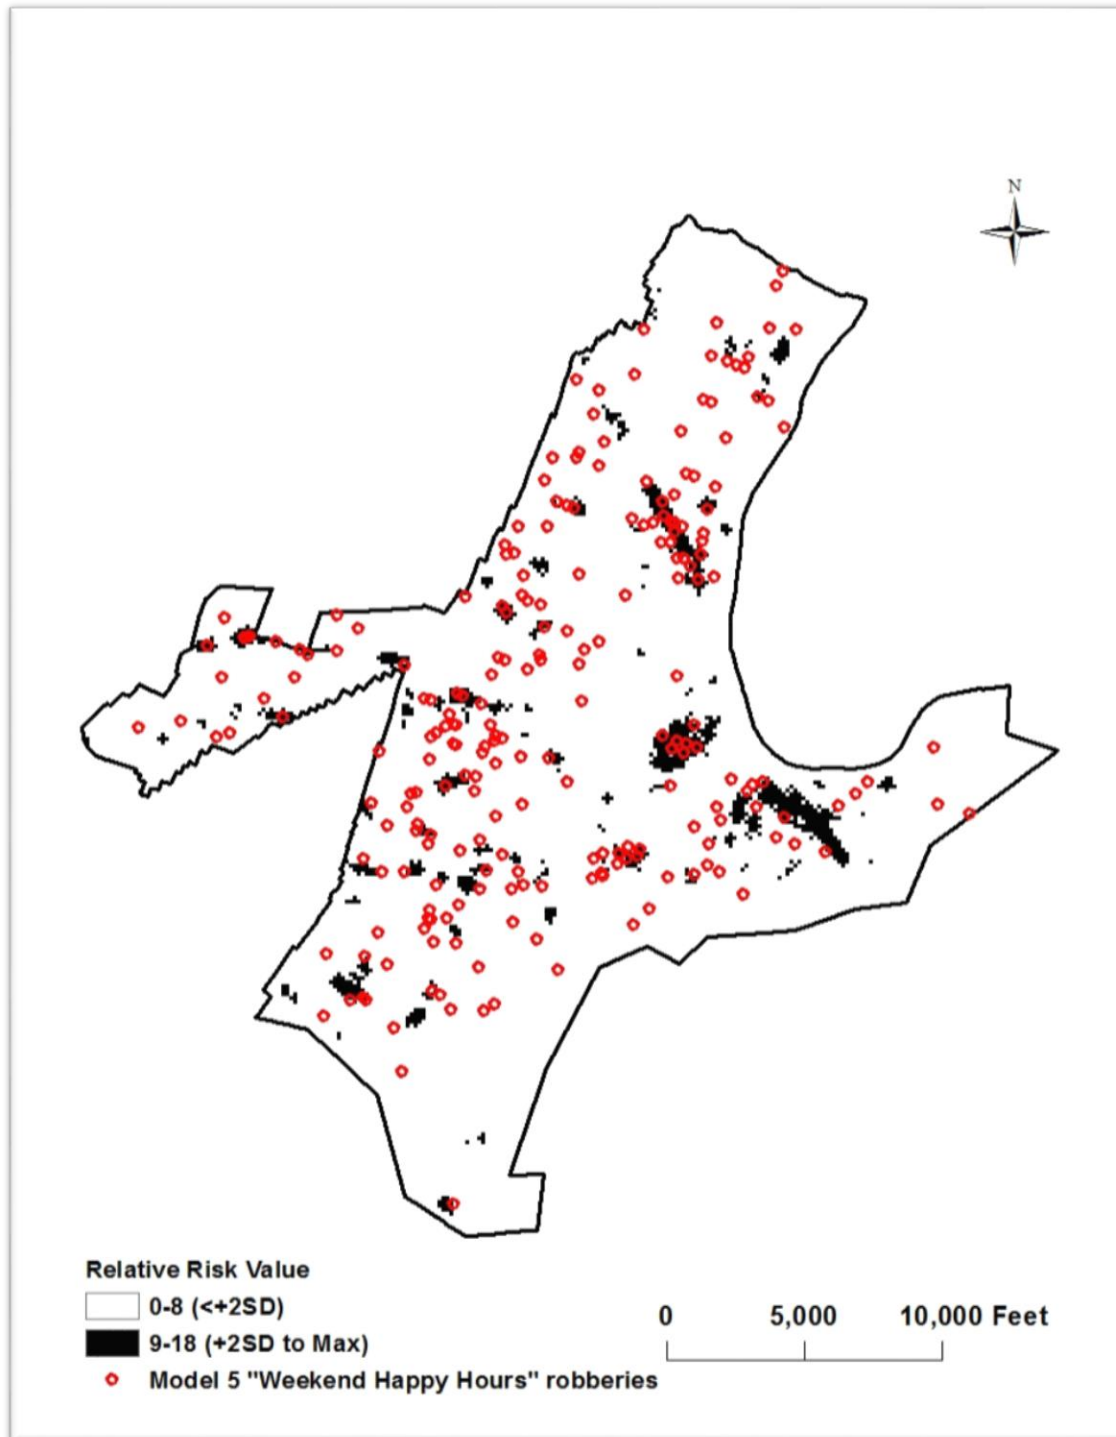 N
Relative Risk Value
0-8 (<+2SD)
9-18 (+2SD to Max)
Model 5 "Weekend Happy Hours" robberies
0 5,000 10,000 Feet